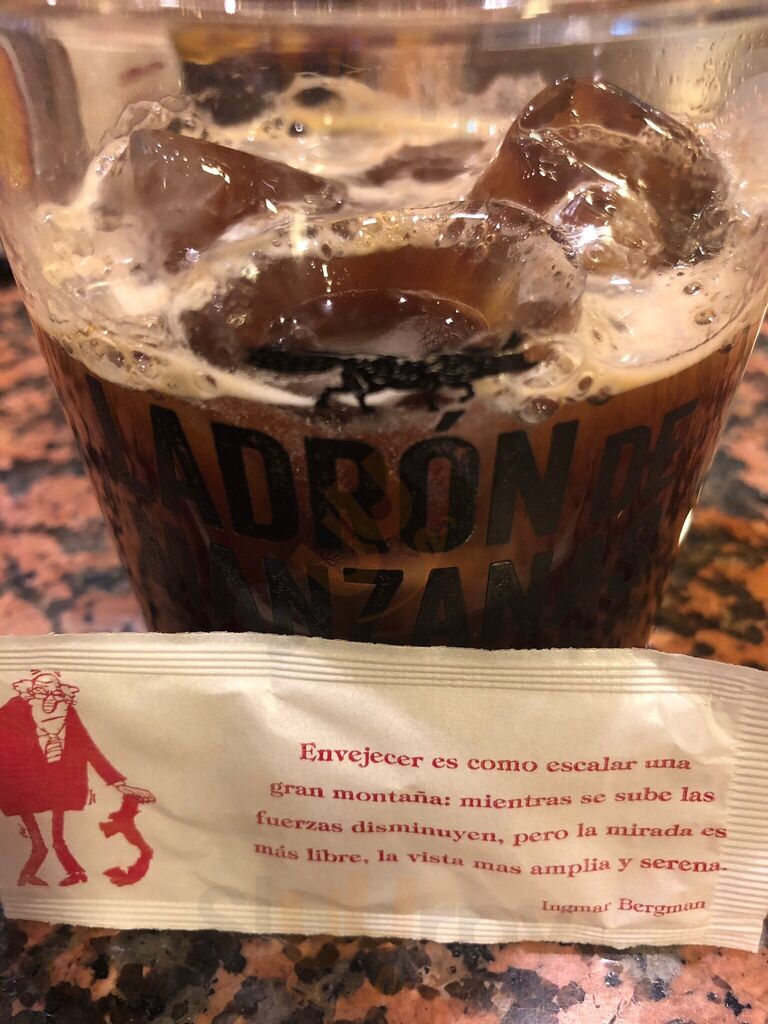 LADRÓN DE
MANZANAS
Envejecer es como escalar una
gran montaña: mientras se sube las
fuerzas disminuyen, pero la mirada es
más libre, la vista mas amplia y serena.
Ingmar Bergman